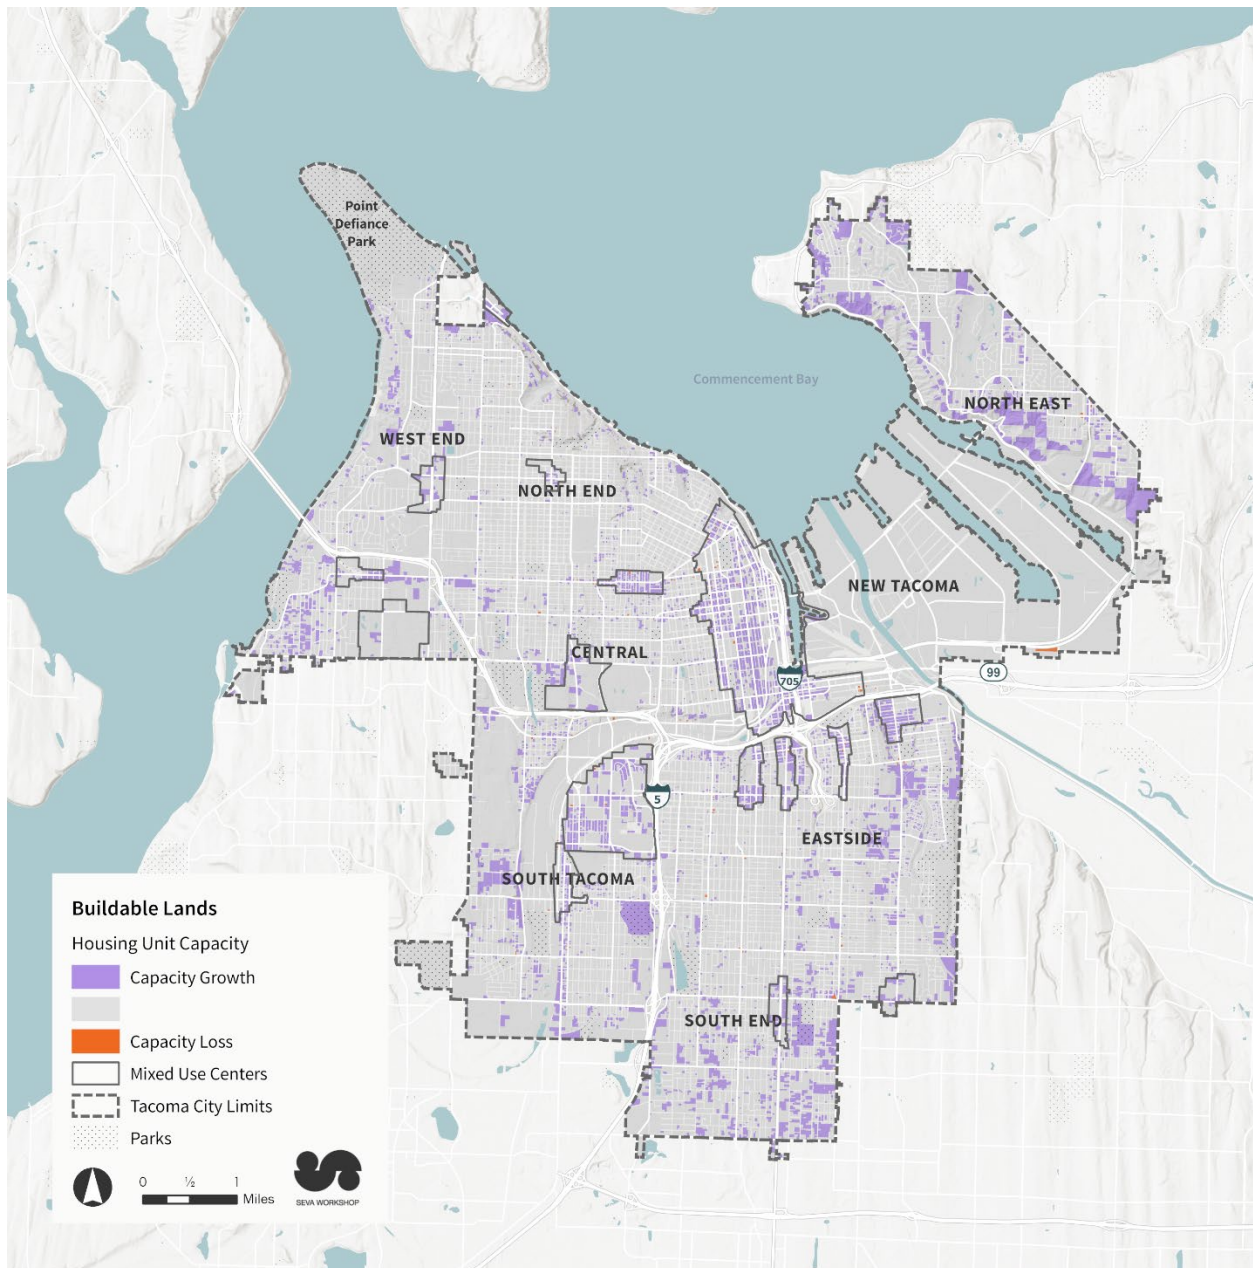 Point
Defiance
Park
Commencement Bay
NORTH EAST
WEST END
NORTH END
NEW TACOMA
CENTRAL
705
99
5
EASTSIDE
SOUTH TACOMA
SOUTH END
Buildable Lands
Housing Unit Capacity
Capacity Growth
Capacity Loss
Mixed Use Centers
Tacoma City Limits
Parks
0 ½ 1
Miles
SEVA WORKSHOP